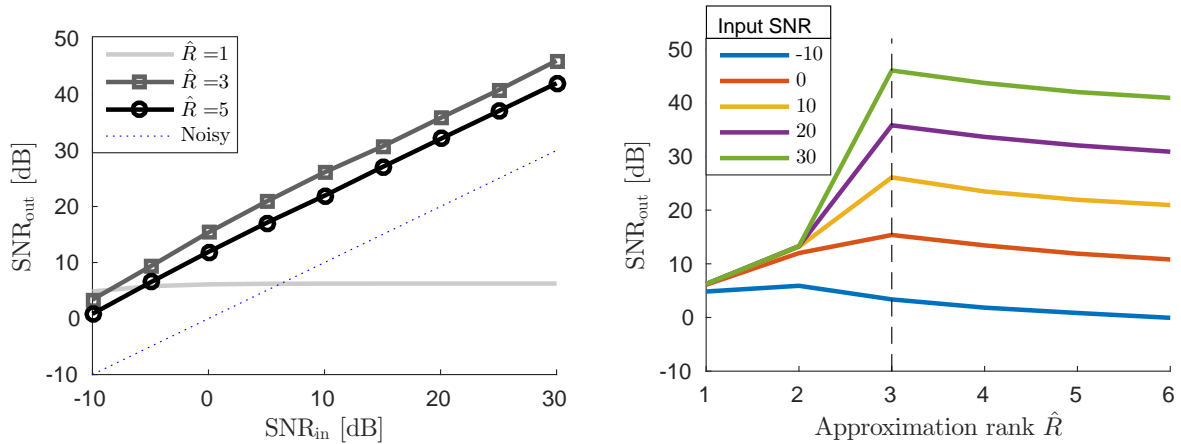 50
40
30
20
10
0
-10
SNR_out [dB]
R̂ =1
R̂ =3
R̂ =5
Noisy
-10 0 10 20 30
SNR_in [dB]
Input SNR
-10
0
10
20
30
50
40
30
20
10
0
-10
SNR_out [dB]
1 2 3 4 5 6
Approximation rank R̂